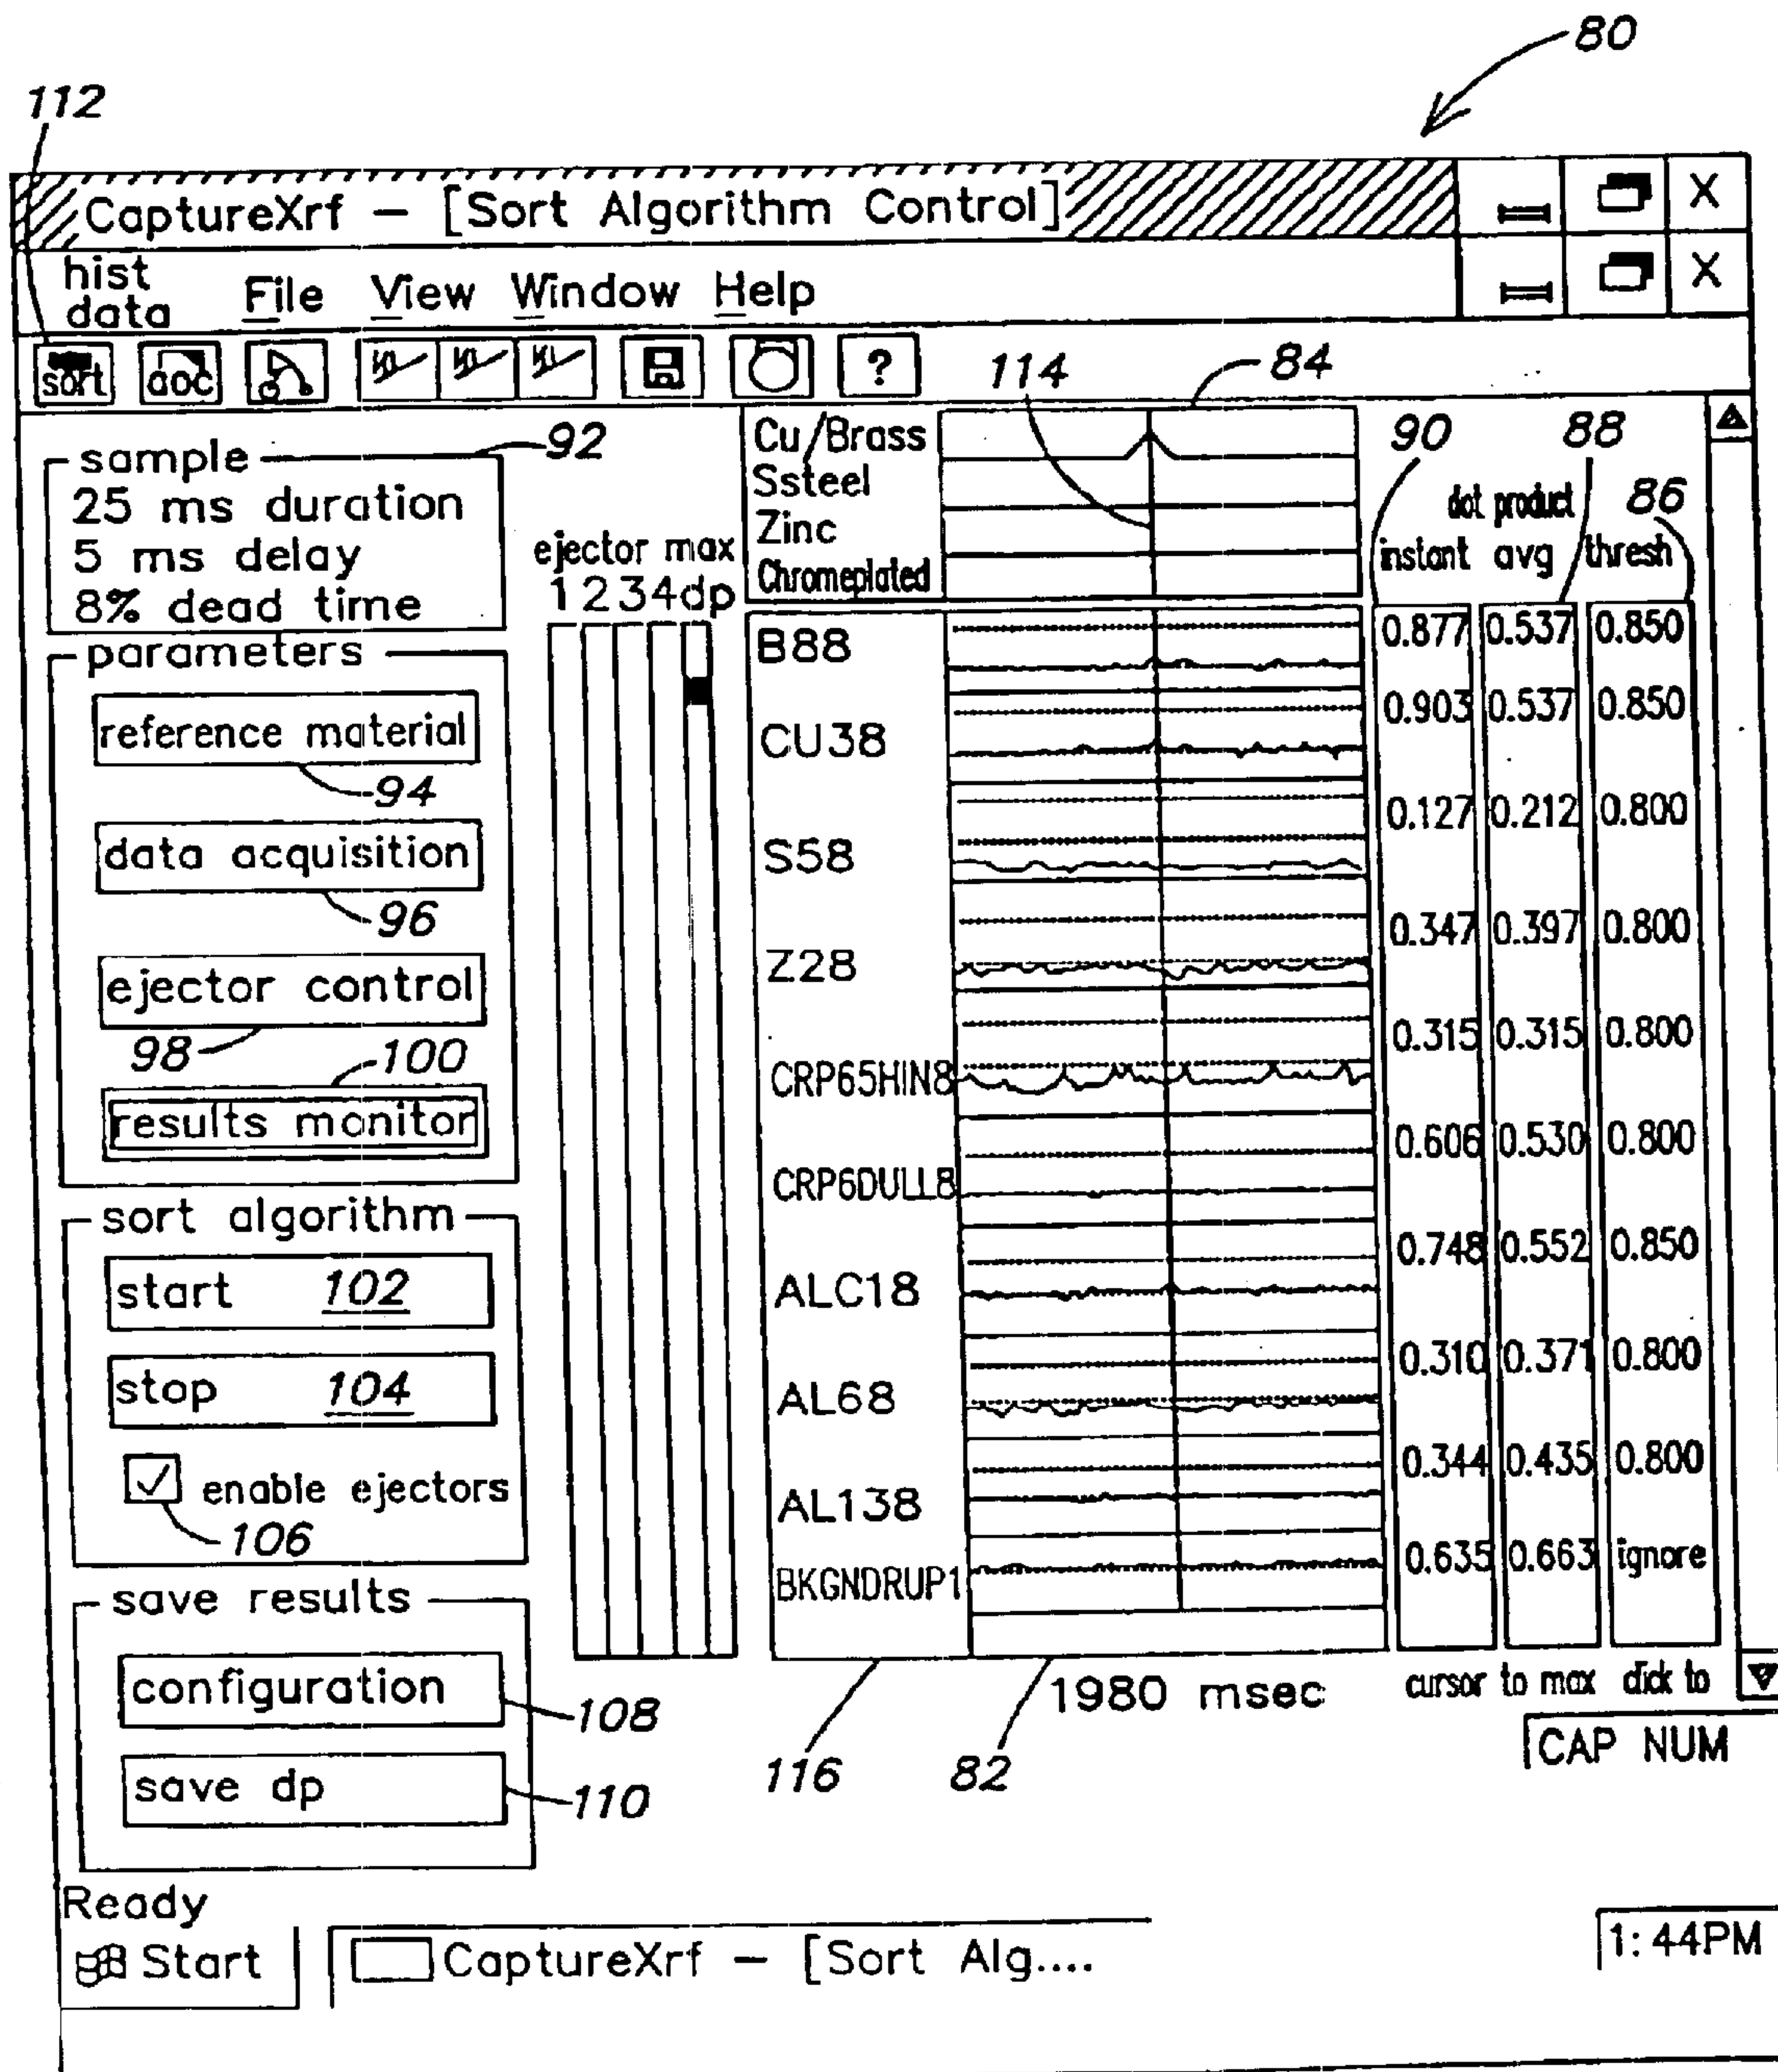 80
112
CaptureXrf – [Sort Algorithm Control]
X
hist data File View Window Help
X
sort aoc ?
114
84
sample
92
25 ms duration
5 ms delay
8% dead time
parameters
reference material
94
data acquisition
96
ejector control
98
100
results monitor
sort algorithm
start 102
stop 104
enable ejectors
106
save results
configuration
108
save dp
110
ejector max
1234dp
Cu/Brass
Ssteel
Zinc
Chromeplated
90
88
86
dot product
instant avg thresh
B88 0.877 0.537 0.850
CU38 0.903 0.537 0.850
S58 0.127 0.212 0.800
Z28 0.347 0.397 0.800
CRP65HIN8 0.315 0.315 0.800
CRP6DULL8 0.606 0.530 0.800
ALC18 0.748 0.552 0.850
AL68 0.310 0.371 0.800
AL138 0.344 0.435 0.800
BKGNDRUP1 0.635 0.663 ignore
1980 msec
cursor to max click to
116
82
CAP NUM
Ready
Start
CaptureXrf – [Sort Alg....
1:44PM